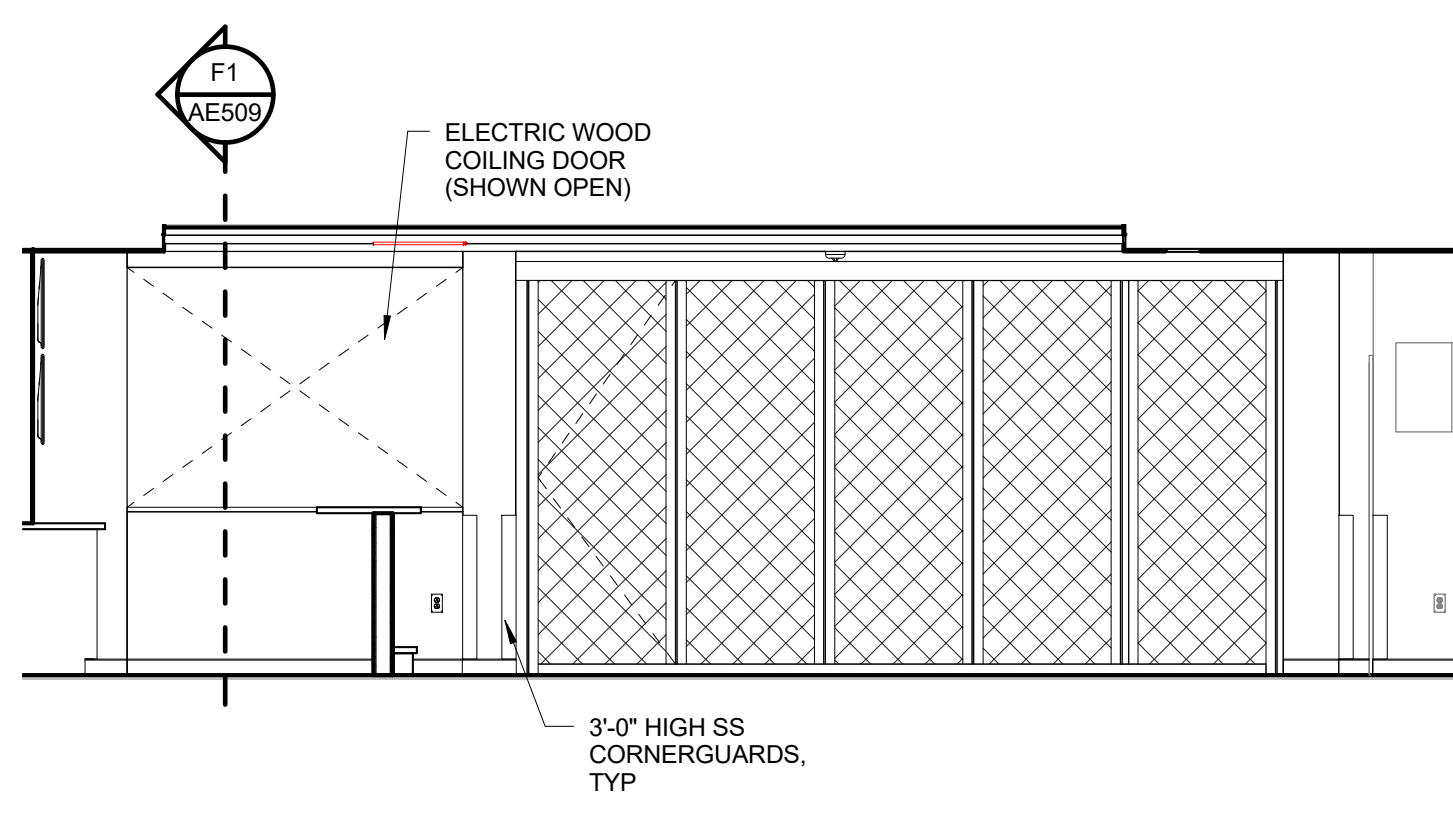 F1
AE509
ELECTRIC WOOD
COILING DOOR
(SHOWN OPEN)
3'-0" HIGH SS
CORNERGUARDS,
TYP